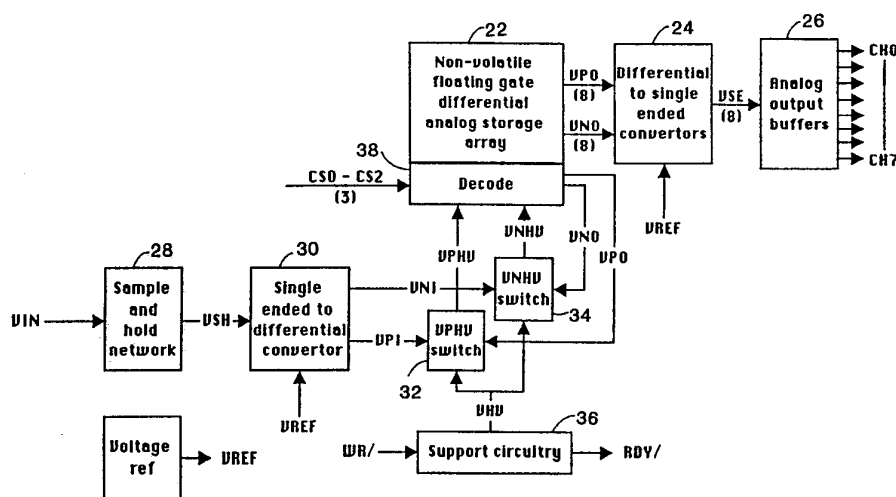 22
Non-volatile
floating gate
differential
analog storage
array
VPO
(8)
VNO
(8)
24
Differential
to single
ended
convertors
VSE
(8)
26
Analog
output
buffers
CH0
CH7
38
CS0 - CS2
(3)
Decode
VREF
VPHV
VNHV
VNO
VPO
28
VIN
Sample
and
hold
network
VSH
30
Single
ended to
differential
convertor
VNI
VPI
VREF
VNHV
switch
34
VPHV
switch
32
VHV
36
Voltage
ref
VREF
WR/
Support circuitry
RDY/